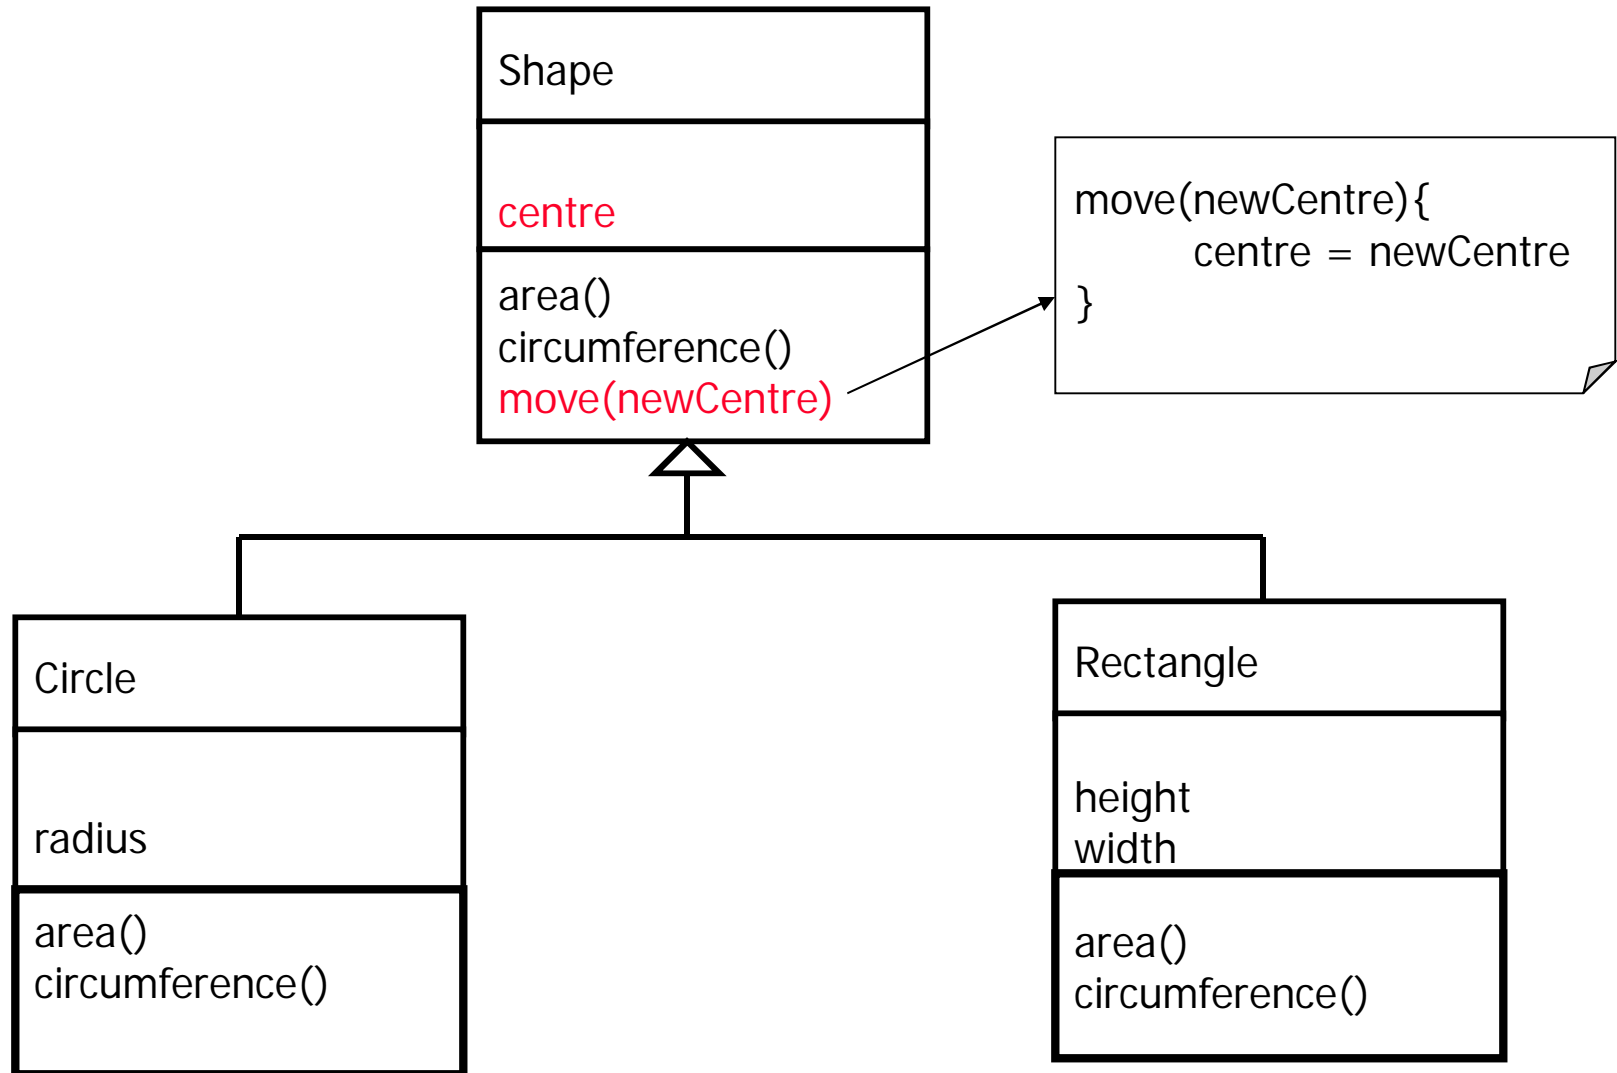 Shape
centre
area()
circumference()
move(newCentre)
move(newCentre){
centre = newCentre
}
Circle
radius
area()
circumference()
Rectangle
height
width
area()
circumference()